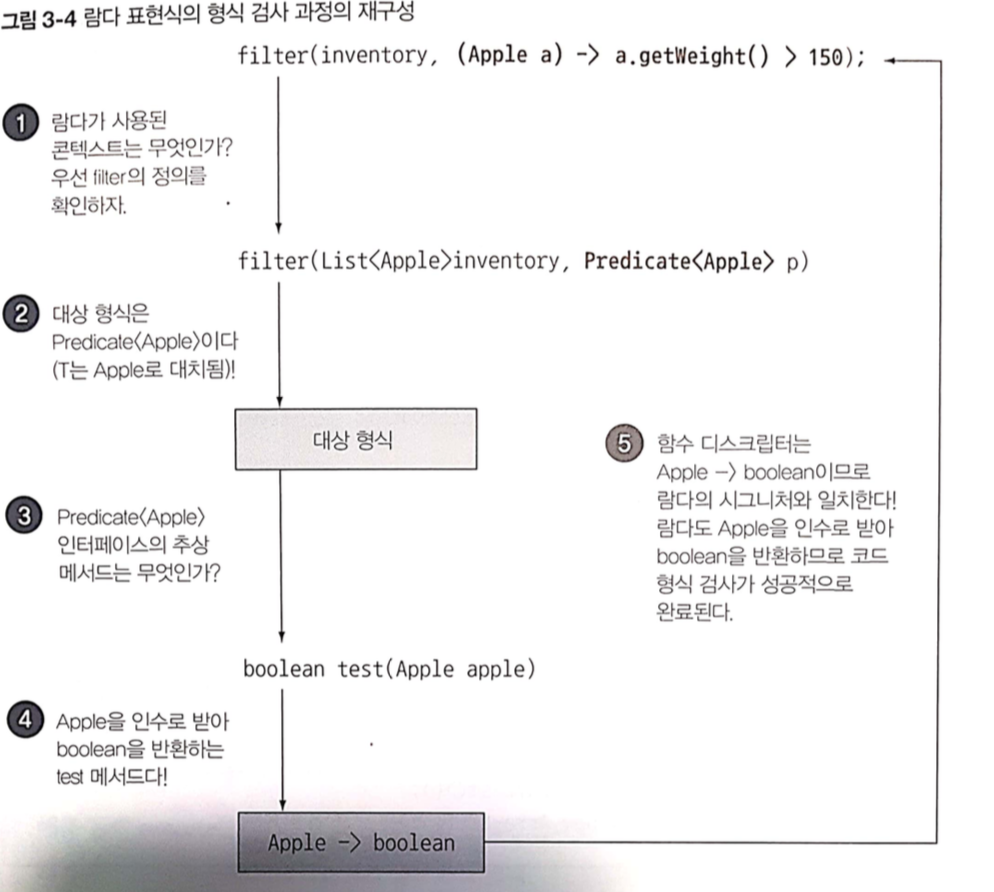 그림 3-4 람다 표현식의 형식 검사 과정의 재구성
filter(inventory, (Apple a) -> a.getWeight() > 150);
1 람다가 사용된
콘텍스트는 무엇인가?
우선 filter의 정의를
확인하자.
filter(List<Apple>inventory, Predicate<Apple> p)
2 대상 형식은
Predicate<Apple>이다
(T는 Apple로 대치됨)!
대상 형식
3 Predicate<Apple>
인터페이스의 추상
메서드는 무엇인가?
boolean test(Apple apple)
4 Apple을 인수로 받아
boolean을 반환하는
test 메서드다!
Apple -> boolean
5 함수 디스크립터는
Apple -> boolean이므로
람다의 시그니처와 일치한다!
람다도 Apple을 인수로 받아
boolean을 반환하므로 코드
형식 검사가 성공적으로
완료된다.